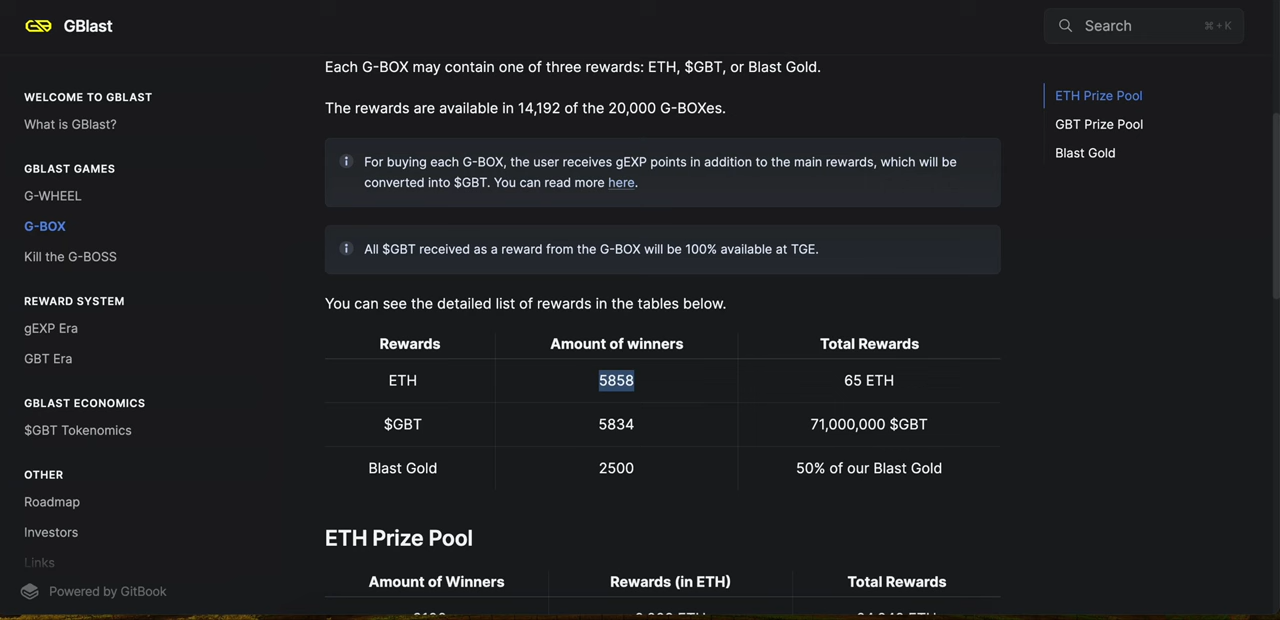 GBlast
Search
⌘+K
WELCOME TO GBLAST
What is GBlast?
GBLAST GAMES
G-WHEEL
G-BOX
Kill the G-BOSS
REWARD SYSTEM
gEXP Era
GBT Era
GBLAST ECONOMICS
$GBT Tokenomics
OTHER
Roadmap
Investors
Links
Powered by GitBook
Each G-BOX may contain one of three rewards: ETH, $GBT, or Blast Gold.
The rewards are available in 14,192 of the 20,000 G-BOXes.
For buying each G-BOX, the user receives gEXP points in addition to the main rewards, which will be
converted into $GBT. You can read more here.
All $GBT received as a reward from the G-BOX will be 100% available at TGE.
You can see the detailed list of rewards in the tables below.
Rewards Amount of winners Total Rewards
ETH 5858 65 ETH
$GBT 5834 71,000,000 $GBT
Blast Gold 2500 50% of our Blast Gold
ETH Prize Pool
Amount of Winners Rewards (in ETH) Total Rewards
ETH Prize Pool
GBT Prize Pool
Blast Gold